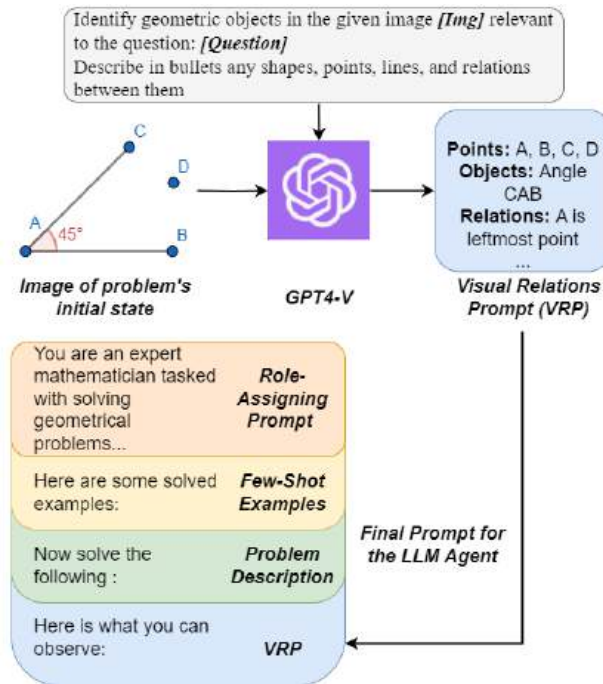 Identify geometric objects in the given image [Img] relevant
to the question: [Question]
Describe in bullets any shapes, points, lines, and relations
between them
C
D
A
45°
B
Image of problem's
initial state
GPT4-V
Points: A, B, C, D
Objects: Angle
CAB
Relations: A is
leftmost point
...
Visual Relations
Prompt (VRP)
You are an expert
mathematician tasked
with solving
geometrical
problems...
Role-
Assigning
Prompt
Here are some solved
examples:
Few-Shot
Examples
Now solve the
following :
Problem
Description
Here is what you can
observe:
VRP
Final Prompt for
the LLM Agent